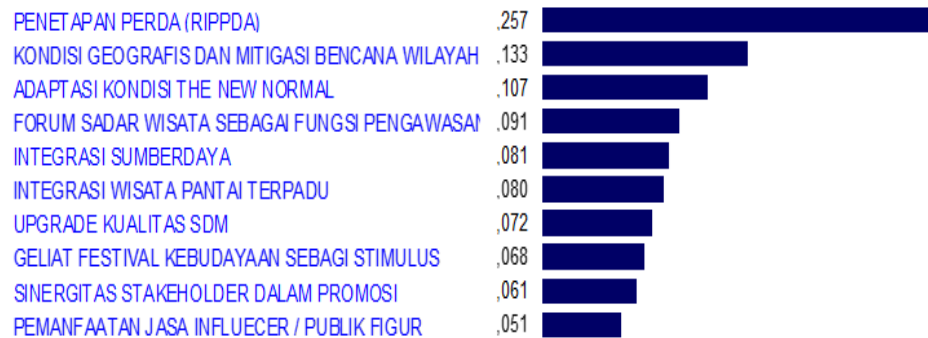 PENETAPAN PERDA (RIPPDA) ,257
KONDISI GEOGRAFIS DAN MITIGASI BENCANA WILAYAH ,133
ADAPTASI KONDISI THE NEW NORMAL ,107
FORUM SADAR WISATA SEBAGAI FUNGSI PENGAWASAN ,091
INTEGRASI SUMBERDAYA ,081
INTEGRASI WISATA PANTAI TERPADU ,080
UPGRADE KUALITAS SDM ,072
GELIAT FESTIVAL KEBUDAYAAN SEBAGI STIMULUS ,068
SINERGITAS STAKEHOLDER DALAM PROMOSI ,061
PEMANFAATAN JASA INFLUECER / PUBLIK FIGUR ,051